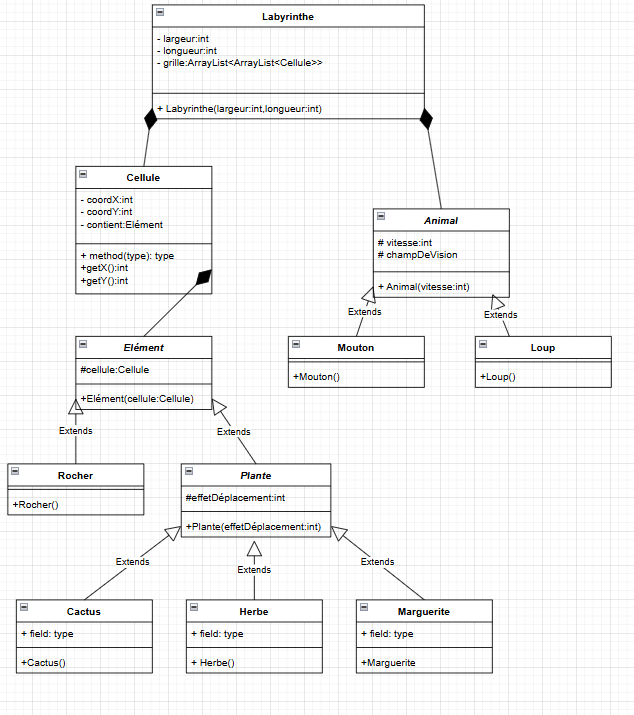 Labyrinthe
- largeur:int
- longueur:int
- grille:ArrayList<ArrayList<Cellule>>
+ Labyrinthe(largeur:int,longueur:int)
Cellule
- coordX:int
- coordY:int
- contient:Elément
+ method(type): type
+getX():int
+getY():int
Animal
# vitesse:int
# champDeVision
+ Animal(vitesse:int)
Extends
Extends
Elément
#cellule:Cellule
+Elément(cellule:Cellule)
Mouton
+Mouton()
Loup
+Loup()
Extends
Extends
Rocher
+Rocher()
Plante
#effetDéplacement:int
+Plante(effetDéplacement:int)
Extends
Extends
Extends
Cactus
+ field: type
+Cactus()
Herbe
+ field: type
+ Herbe()
Marguerite
+ field: type
+Marguerite